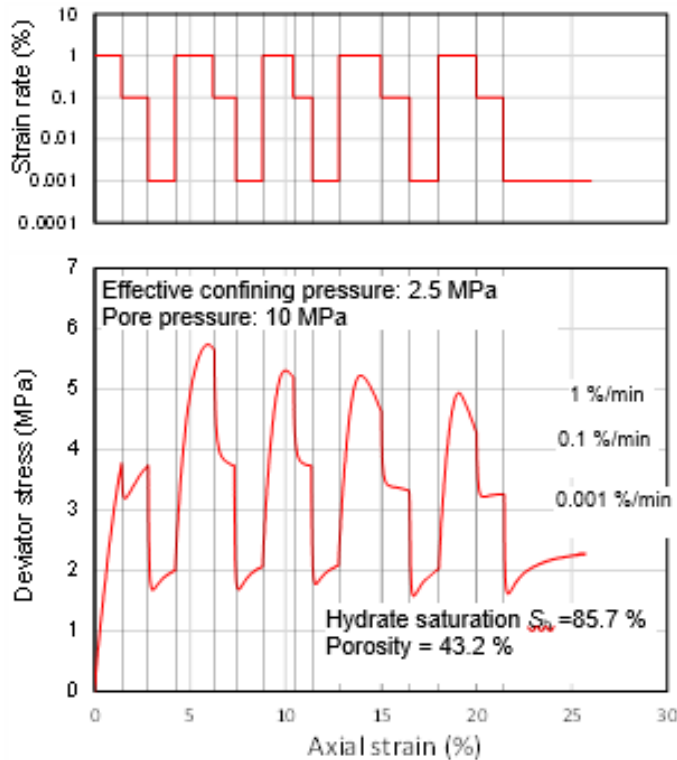 Strain rate (%)
10
1
0.1
0.01
0.001
0.0001
Deviator stress (MPa)
7
6
5
4
3
2
1
0
Effective confining pressure: 2.5 MPa
Pore pressure: 10 MPa
1 %/min
0.1 %/min
0.001 %/min
Hydrate saturation Sh =85.7 %
Porosity = 43.2 %
0 5 10 15 20 25 30
Axial strain (%)